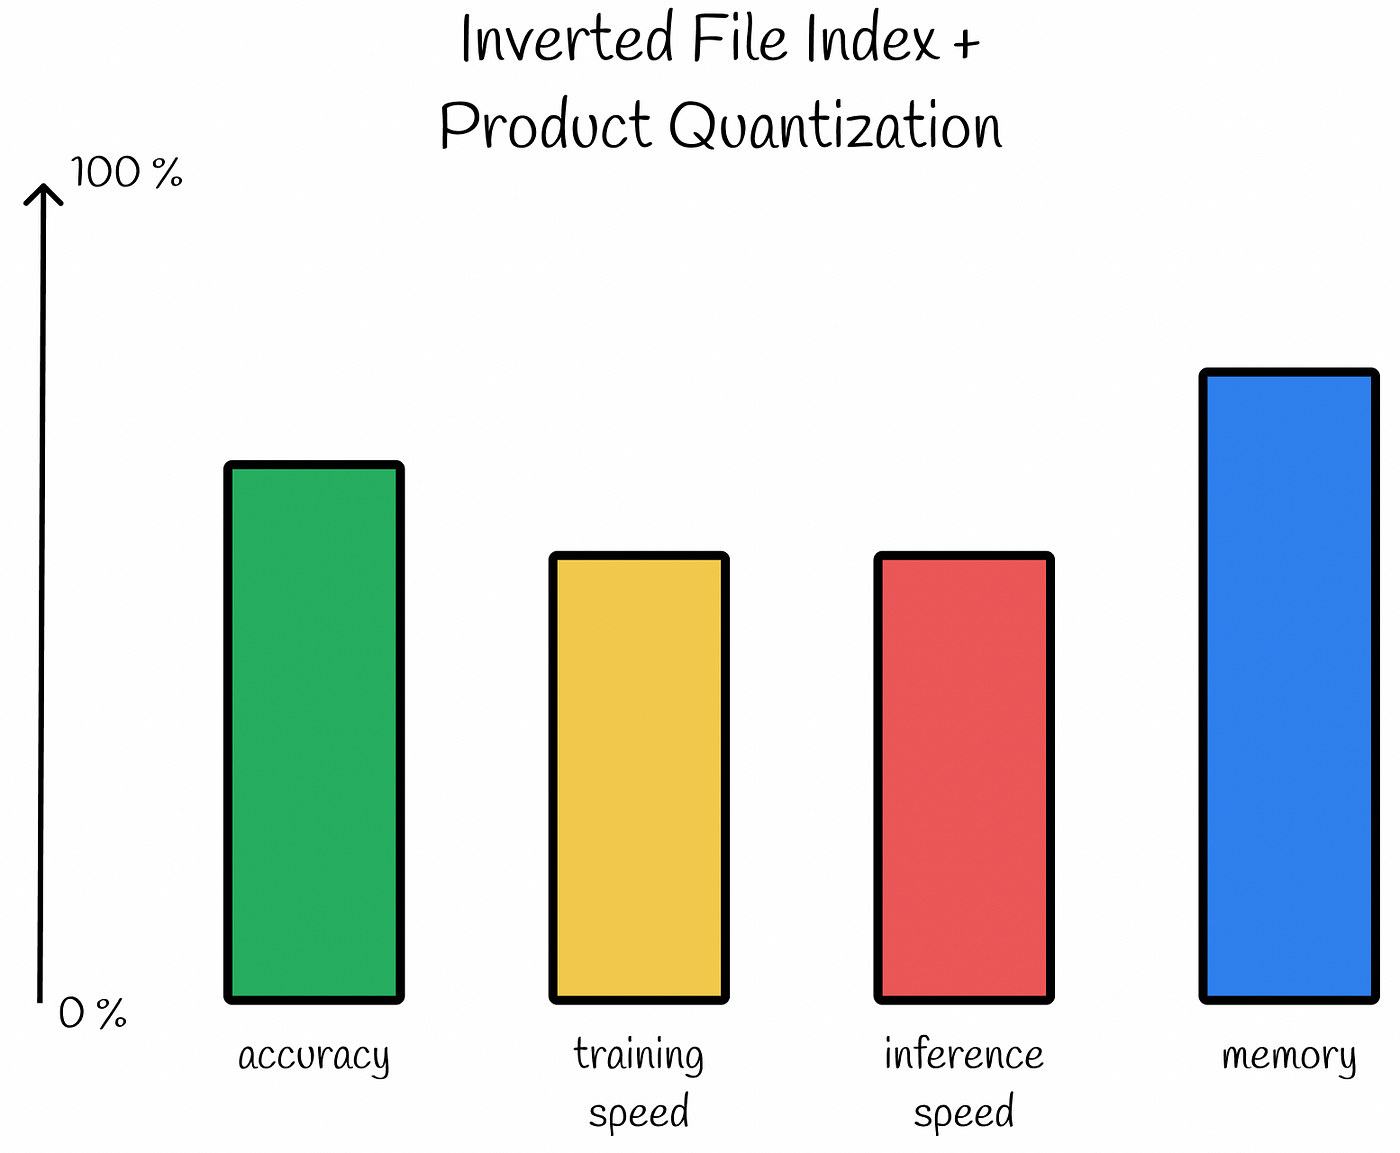 Inverted File Index +
Product Quantization
100 %
0 %
accuracy
training
speed
inference
speed
memory